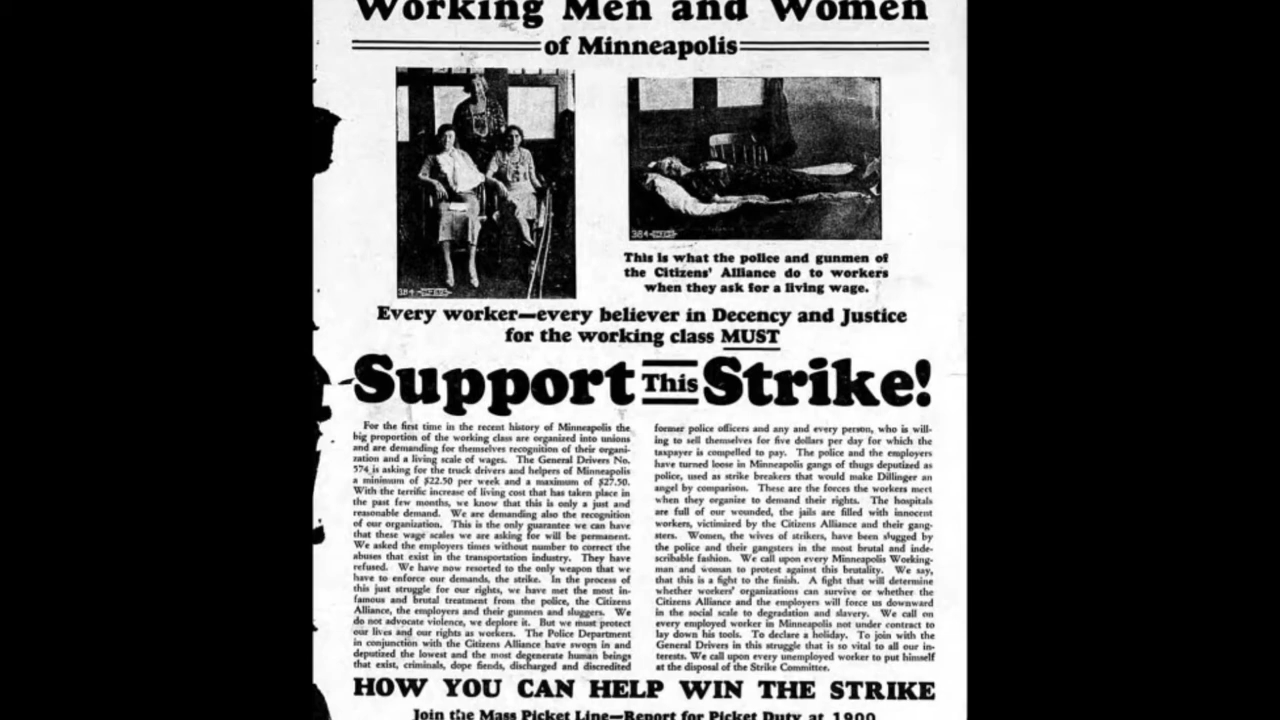 Working Men and Women
of Minneapolis
384-
384-
This is what the police and gunmen of
the Citizens' Alliance do to workers
when they ask for a living wage.
Every worker—every believer in Decency and Justice
for the working class MUST
Support This Strike!
For the first time in the recent history of Minneapolis the
big proportion of the working class are organized into unions
and are demanding for themselves recognition of their organi-
zation and a living scale of wages. The General Drivers No.
574 is asking for the truck drivers and helpers of Minneapolis
a minimum of $22.50 per week and a maximum of $27.50.
With the terrific increase of living cost that has taken place in
the past few months, we know that this is only a just and
reasonable demand. We are demanding also the recognition
of our organization. This is the only guarantee we can have
that these wage scales we are asking for will be permanent.
We asked the employers times without number to correct the
abuses that exist in the transportation industry. They have
refused. We have now resorted to the only weapon that we
have to enforce our demands, the strike. In the process of
this just struggle for our rights, we have met the most in-
famous and brutal treatment from the police, the Citizens
Alliance, the employers and their gunmen and sluggers. We
do not advocate violence, we deplore it. But we must protect
our lives and our rights as workers. The Police Department
in conjunction with the Citizens Alliance have sworn in and
deputized the lowest and the most degenerate human beings
that exist, criminals, dope fiends, discharged and discredited
former police officers and any and every person, who is will-
ing to sell themselves for five dollars per day for which the
taxpayer is compelled to pay. The police and the employers
have turned loose in Minneapolis gangs of thugs deputized as
police, used as strike breakers that would make Dillinger an
angel by comparison. These are the forces the workers meet
when they organize to demand their rights. The hospitals
are full of our wounded, the jails are filled with innocent
workers, victimized by the Citizens Alliance and their gang-
sters. Women, the wives of strikers, have been slugged by
the police and their gangsters in the most brutal and inde-
scribable fashion. We call upon every Minneapolis Working-
man and woman to protest against this brutality. We say,
that this is a fight to the finish. A fight that will determine
whether workers' organizations can survive or whether the
Citizens Alliance and the employers will force us downward
in the social scale to degradation and slavery. We call on
every employed worker in Minneapolis not under contract to
lay down his tools. To declare a holiday. To join with the
General Drivers in this struggle that is so vital to all our in-
terests. We call upon every unemployed worker to put himself
at the disposal of the Strike Committee.
HOW YOU CAN HELP WIN THE STRIKE
Join the Mass Picket Line—Report for Picket Duty at 1900